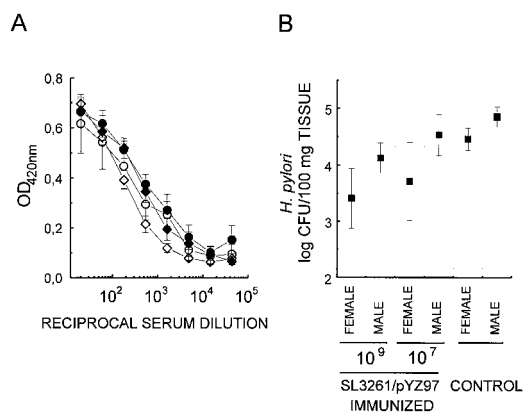 A
B
0,8
0,6
0,4
0,2
0,0
OD420nm
10² 10³ 10⁴ 10⁵
RECIPROCAL SERUM DILUTION
H. pylori
log CFU/100 mg TISSUE
5
4
3
2
FEMALE MALE FEMALE MALE FEMALE MALE
10⁹ 10⁷
SL3261/pYZ97 CONTROL
IMMUNIZED